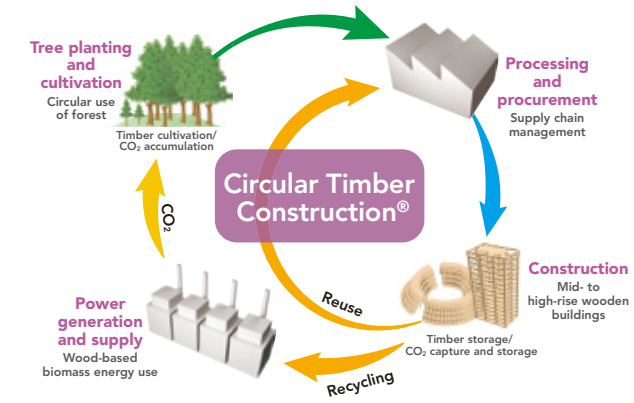 Tree planting
and
cultivation
Circular use
of forest
Timber cultivation/
CO₂ accumulation
Processing
and
procurement
Supply chain
management
Circular Timber
Construction®
CO₂
Construction
Mid- to
high-rise wooden
buildings
Timber storage/
CO₂ capture and storage
Reuse
Recycling
Power
generation
and supply
Wood-based
biomass energy use